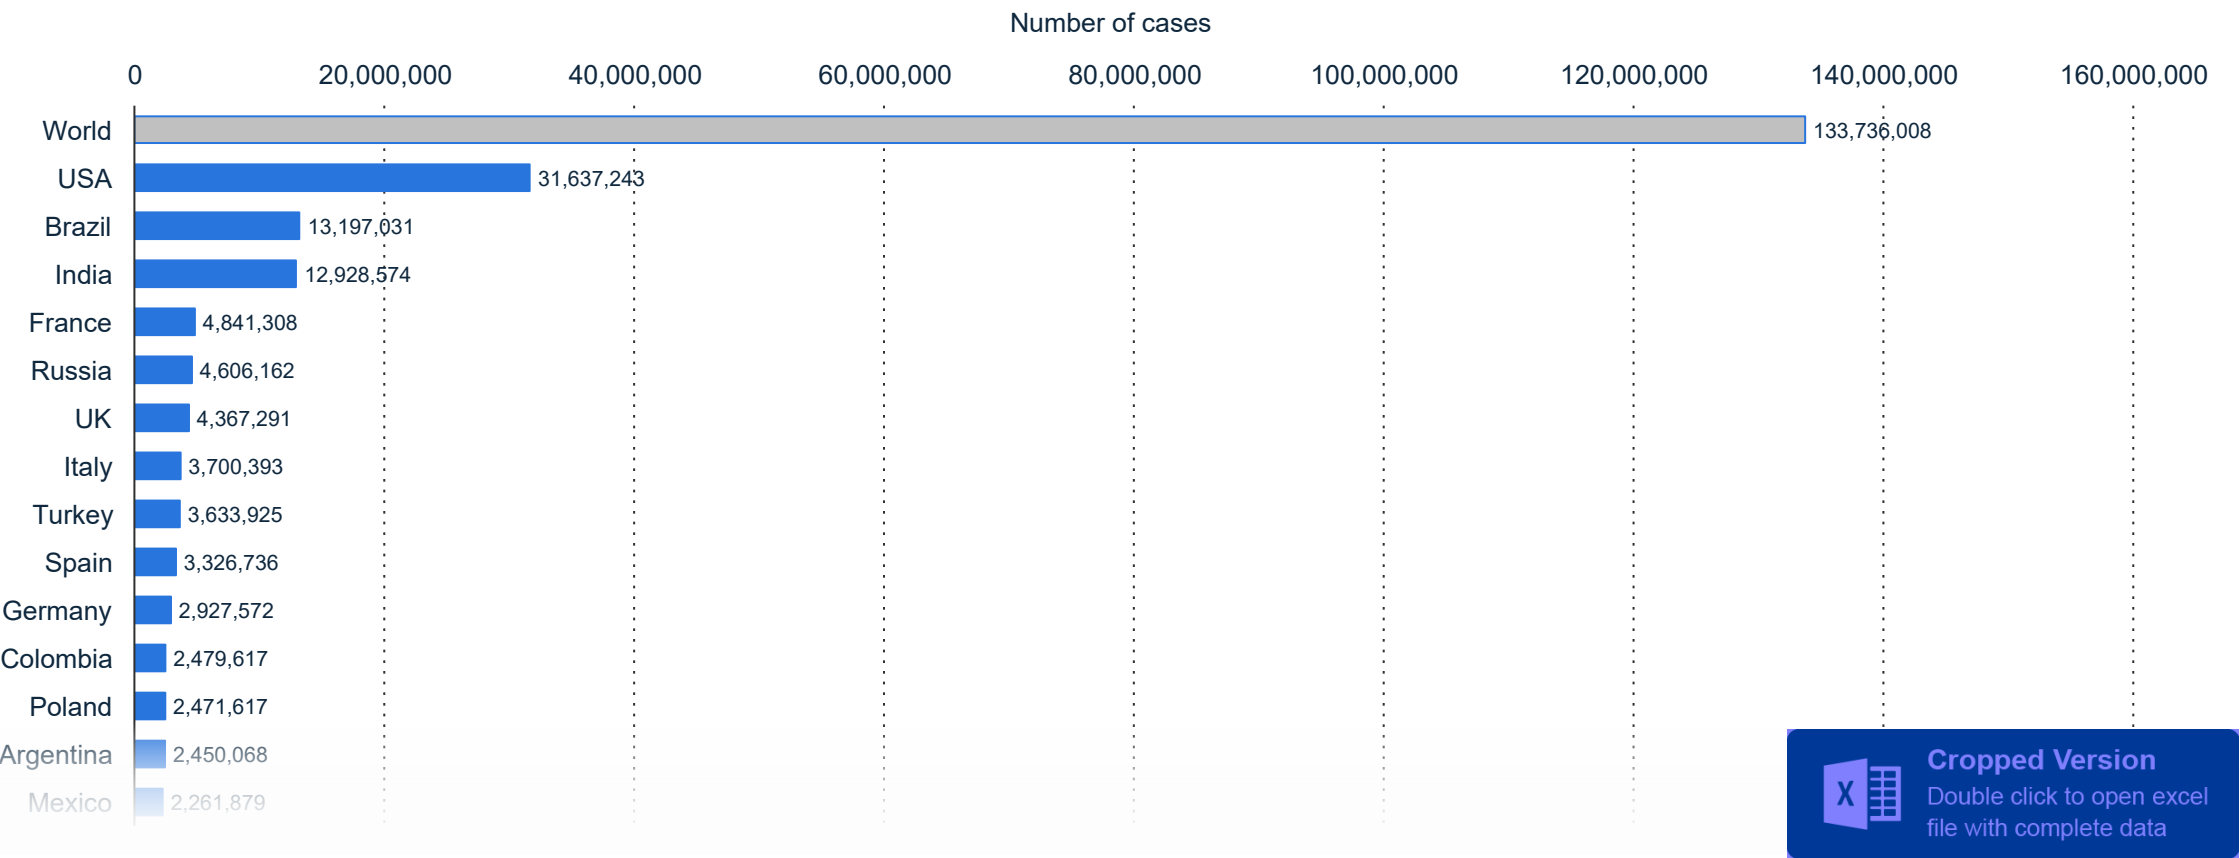 Number of cases
0 20,000,000 40,000,000 60,000,000 80,000,000 100,000,000 120,000,000 140,000,000 160,000,000
World 133,736,008
USA 31,637,243
Brazil 13,197,031
India 12,928,574
France 4,841,308
Russia 4,606,162
UK 4,367,291
Italy 3,700,393
Turkey 3,633,925
Spain 3,326,736
Germany 2,927,572
Colombia 2,479,617
Poland 2,471,617
Argentina 2,450,068
Mexico 2,261,879
X
Cropped Version
Double click to open excel
file with complete data